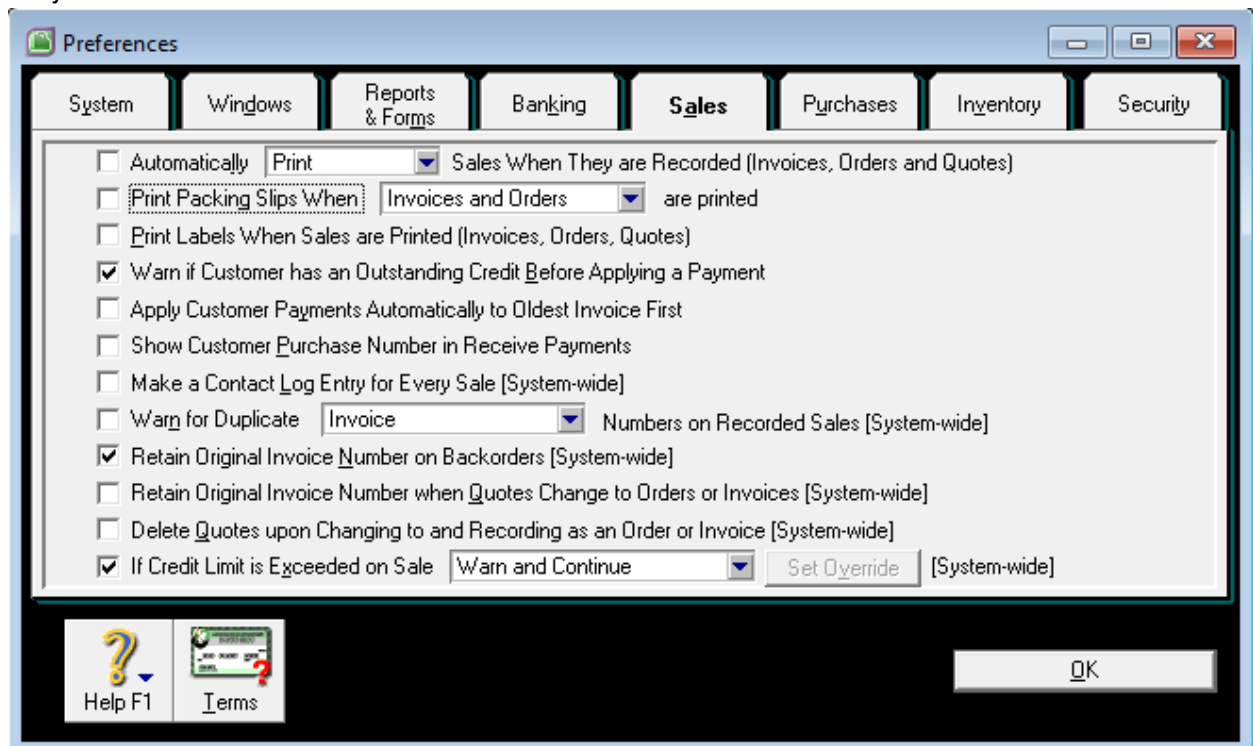 Preferences
System Windows Reports & Forms Banking Sales Purchases Inventory Security
Automatically Print Sales When They are Recorded (Invoices, Orders and Quotes)
Print Packing Slips When Invoices and Orders are printed
Print Labels When Sales are Printed (Invoices, Orders, Quotes)
Warn if Customer has an Outstanding Credit Before Applying a Payment
Apply Customer Payments Automatically to Oldest Invoice First
Show Customer Purchase Number in Receive Payments
Make a Contact Log Entry for Every Sale [System-wide]
Warn for Duplicate Invoice Numbers on Recorded Sales [System-wide]
Retain Original Invoice Number on Backorders [System-wide]
Retain Original Invoice Number when Quotes Change to Orders or Invoices [System-wide]
Delete Quotes upon Changing to and Recording as an Order or Invoice [System-wide]
If Credit Limit is Exceeded on Sale Warn and Continue Set Override [System-wide]
Help F1 Terms OK